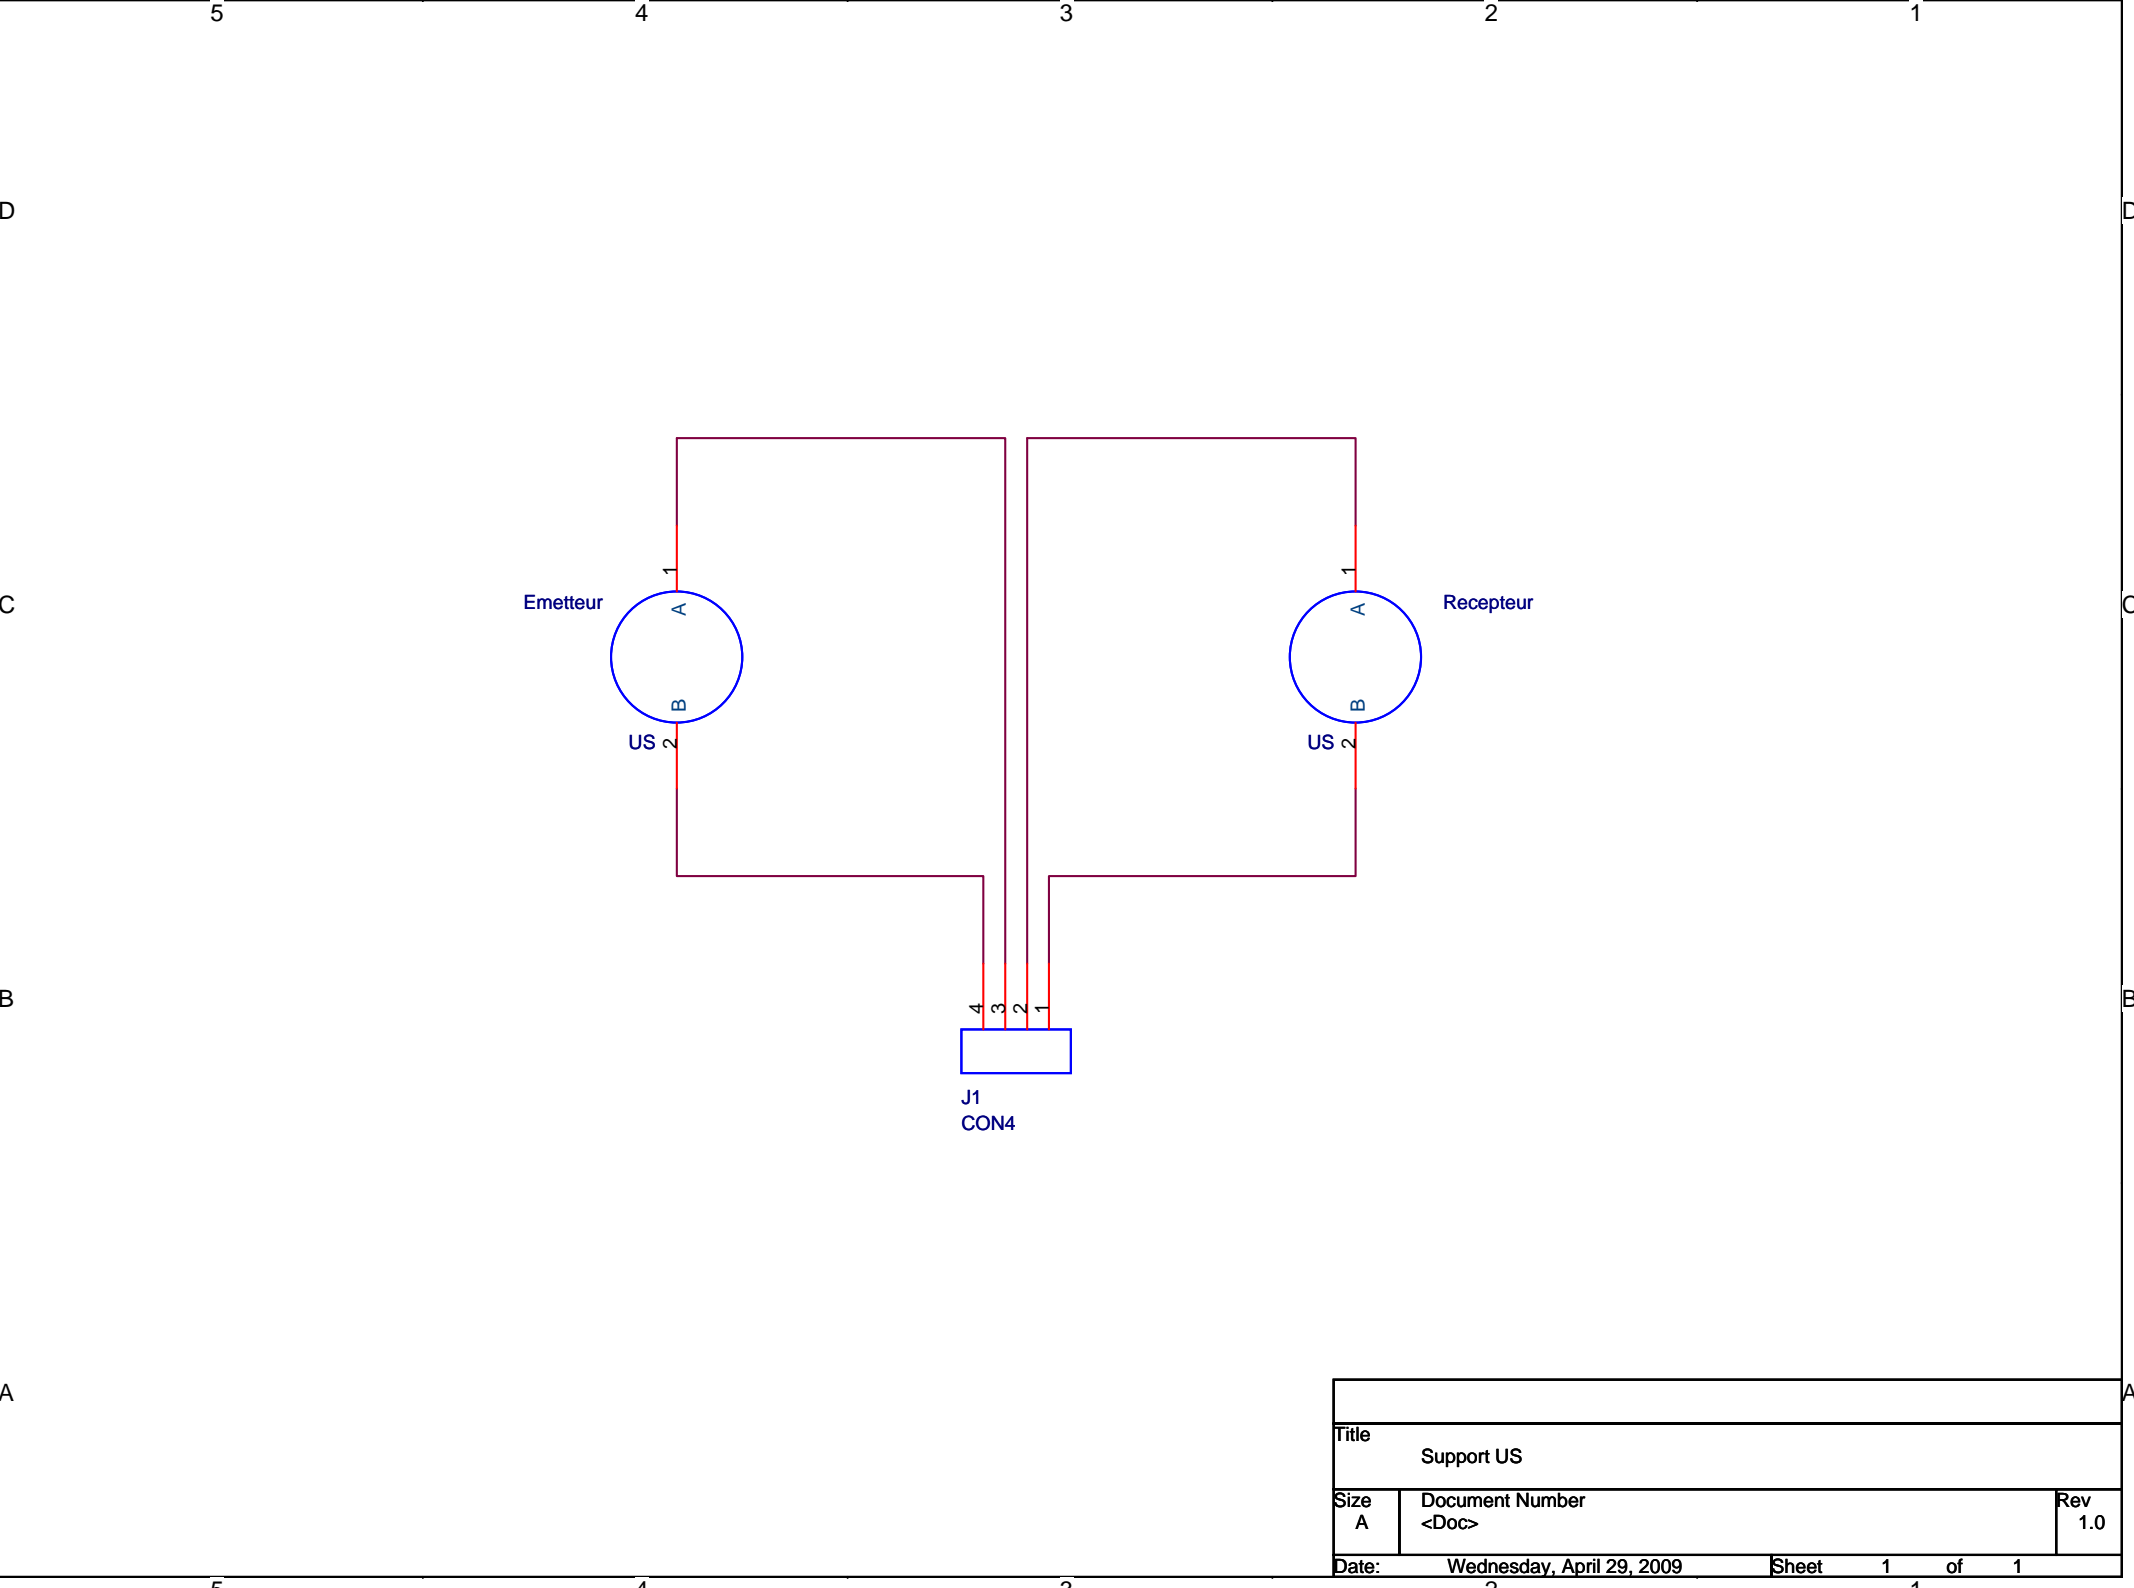 5 4 3 2 1
D D
1 1
Emetteur A A Recepteur
C C
B B
US 2 US 2
4 3 2 1
B B
J1
CON4
A A
Title
Support US
Size Document Number Rev
A <Doc> 1.0
Date: Wednesday, April 29, 2009 Sheet 1 of 1
5 4 3 2 1